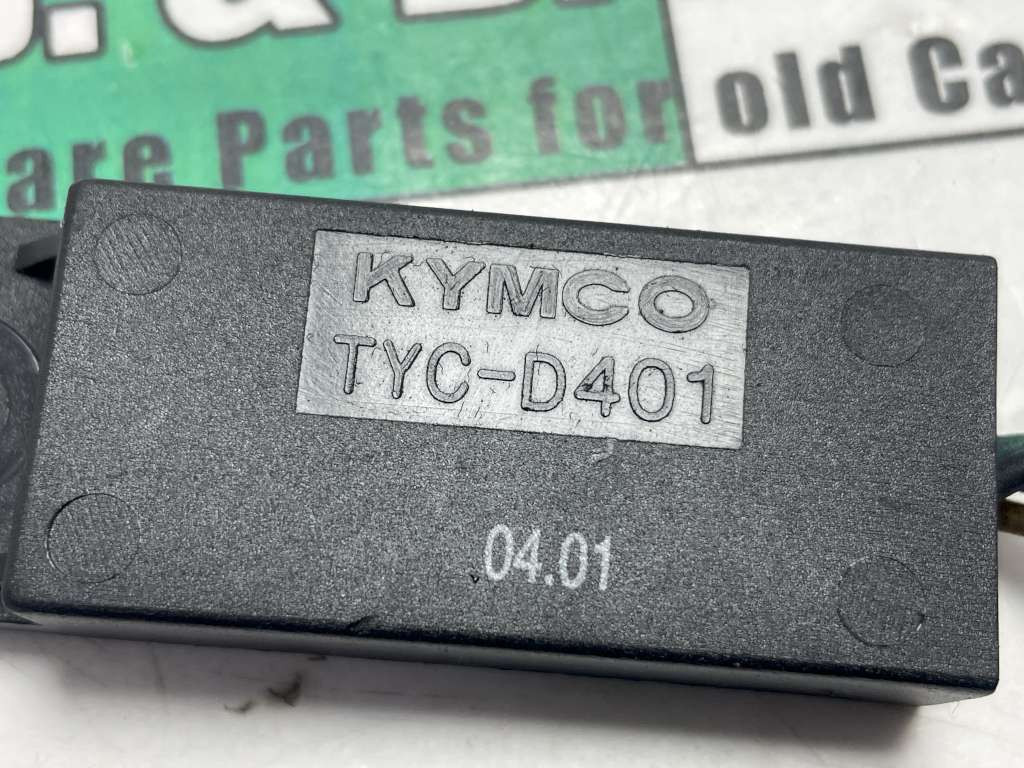 & 
are Parts for old Ca
KYMCO
TYC-D401
04.01